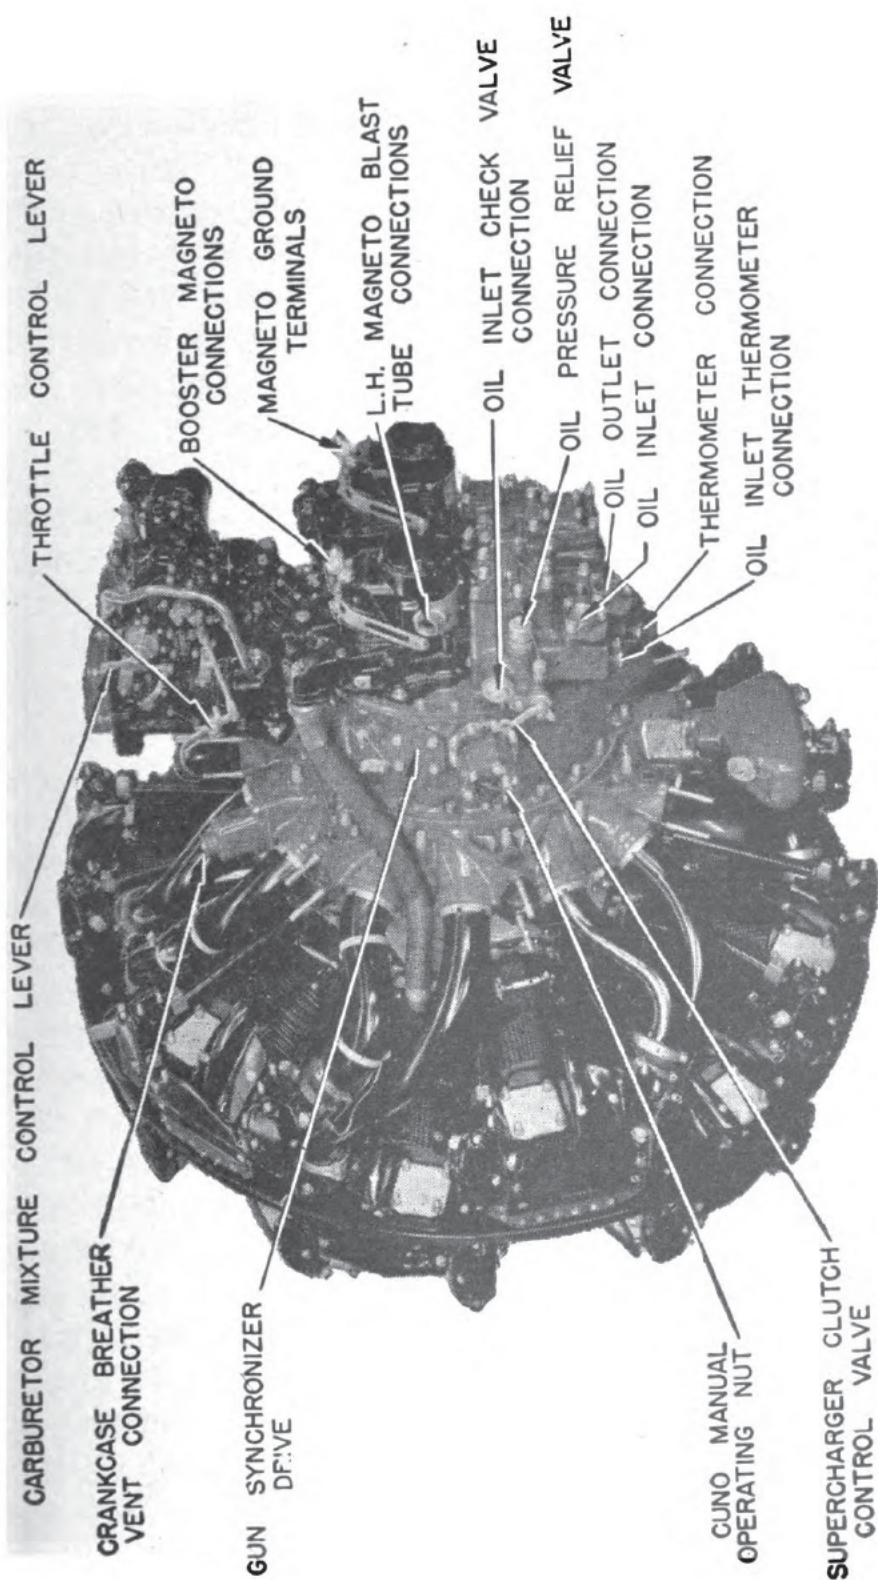 CARBURETOR MIXTURE CONTROL LEVER
THROTTLE CONTROL LEVER
CRANKCASE BREATHER
VENT CONNECTION
BOOSTER MAGNETO
CONNECTIONS
MAGNETO GROUND
TERMINALS
GUN SYNCHRONIZER
DRIVE
L.H. MAGNETO BLAST
TUBE CONNECTIONS
OIL INLET CHECK VALVE
CONNECTION
OIL PRESSURE RELIEF VALVE
OIL OUTLET CONNECTION
OIL INLET CONNECTION
THERMOMETER CONNECTION
OIL INLET THERMOMETER
CONNECTION
CUNO MANUAL
OPERATING NUT
SUPERCHARGER CLUTCH
CONTROL VALVE